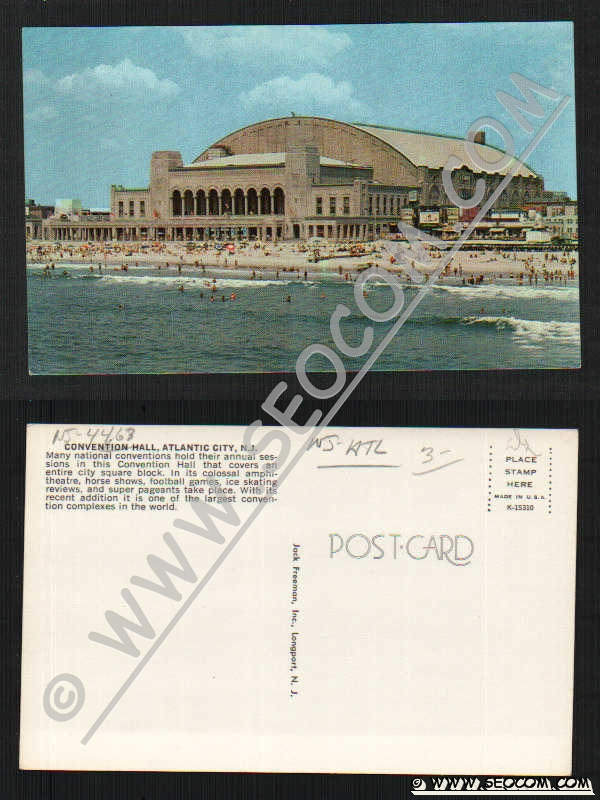 © WWW.SEOCOM.COM
NJ-4463
CONVENTION HALL, ATLANTIC CITY, N.J.
Many national conventions hold their annual ses-
sions in this Convention Hall that covers an
entire city square block. In its colossal amphi-
theatre, horse shows, football games, ice skating
reviews, and super pageants take place. With its
recent addition it is one of the largest conven-
tion complexes in the world.
NJ-ATL
3-
PLACE
STAMP
HERE
MADE IN U.S.A.
K-15310
POST-CARD
Jack Freeman, Inc., Longport, N. J.
© WWW.SEOCOM.COM